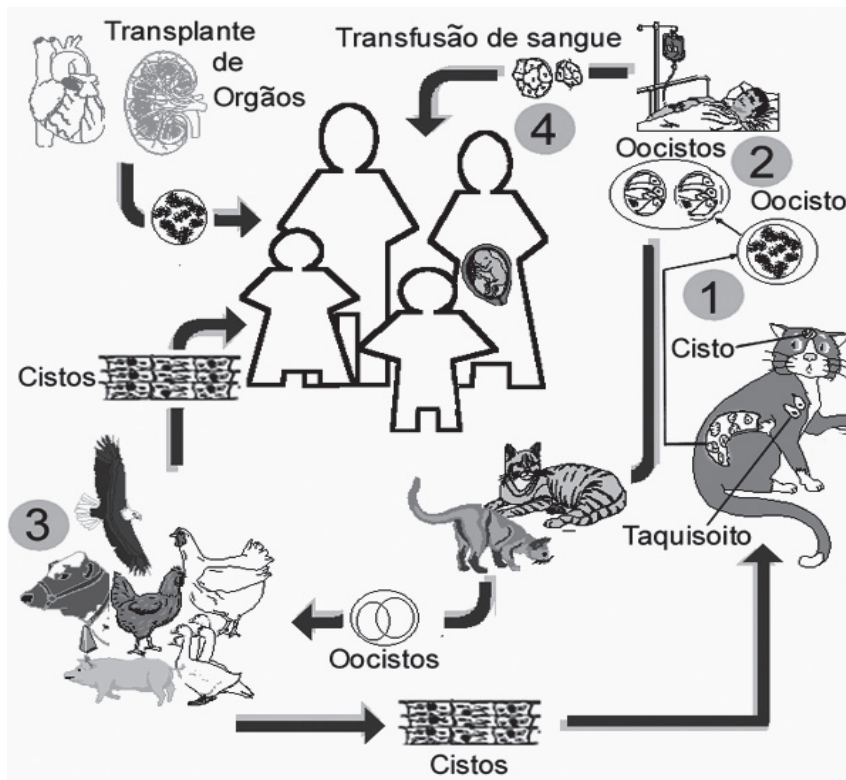 Transplante
de
Orgãos
Transfusão de sangue
4
Oocistos
2
Oocisto
1
Cisto
Cistos
3
Taquisoito
Oocistos
Cistos